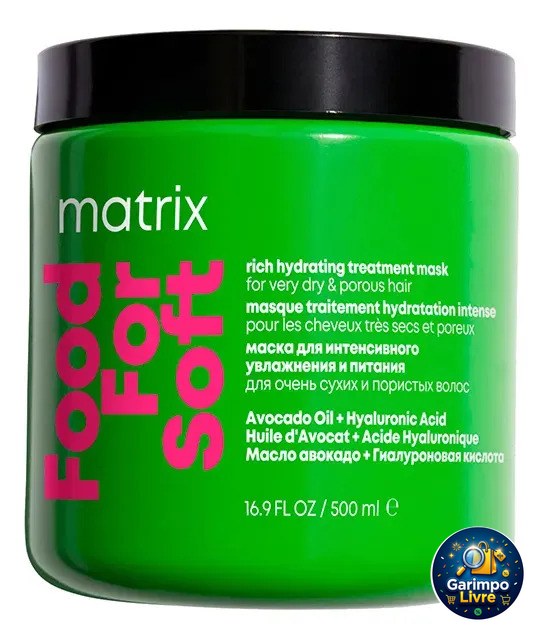 matrix
Food
For
Soft
rich hydrating treatment mask
for very dry & porous hair
masque traitement hydratation intense
pour les cheveux très secs et poreux
маска для интенсивного
увлажнения и питания
для очень сухих и пористых волос
Avocado Oil + Hyaluronic Acid
Huile d'Avocat + Acide Hyaluronique
Масло авокадо + Гиалуроновая кислота
16.9 FL OZ / 500 ml ℮
Garimpo
Livre